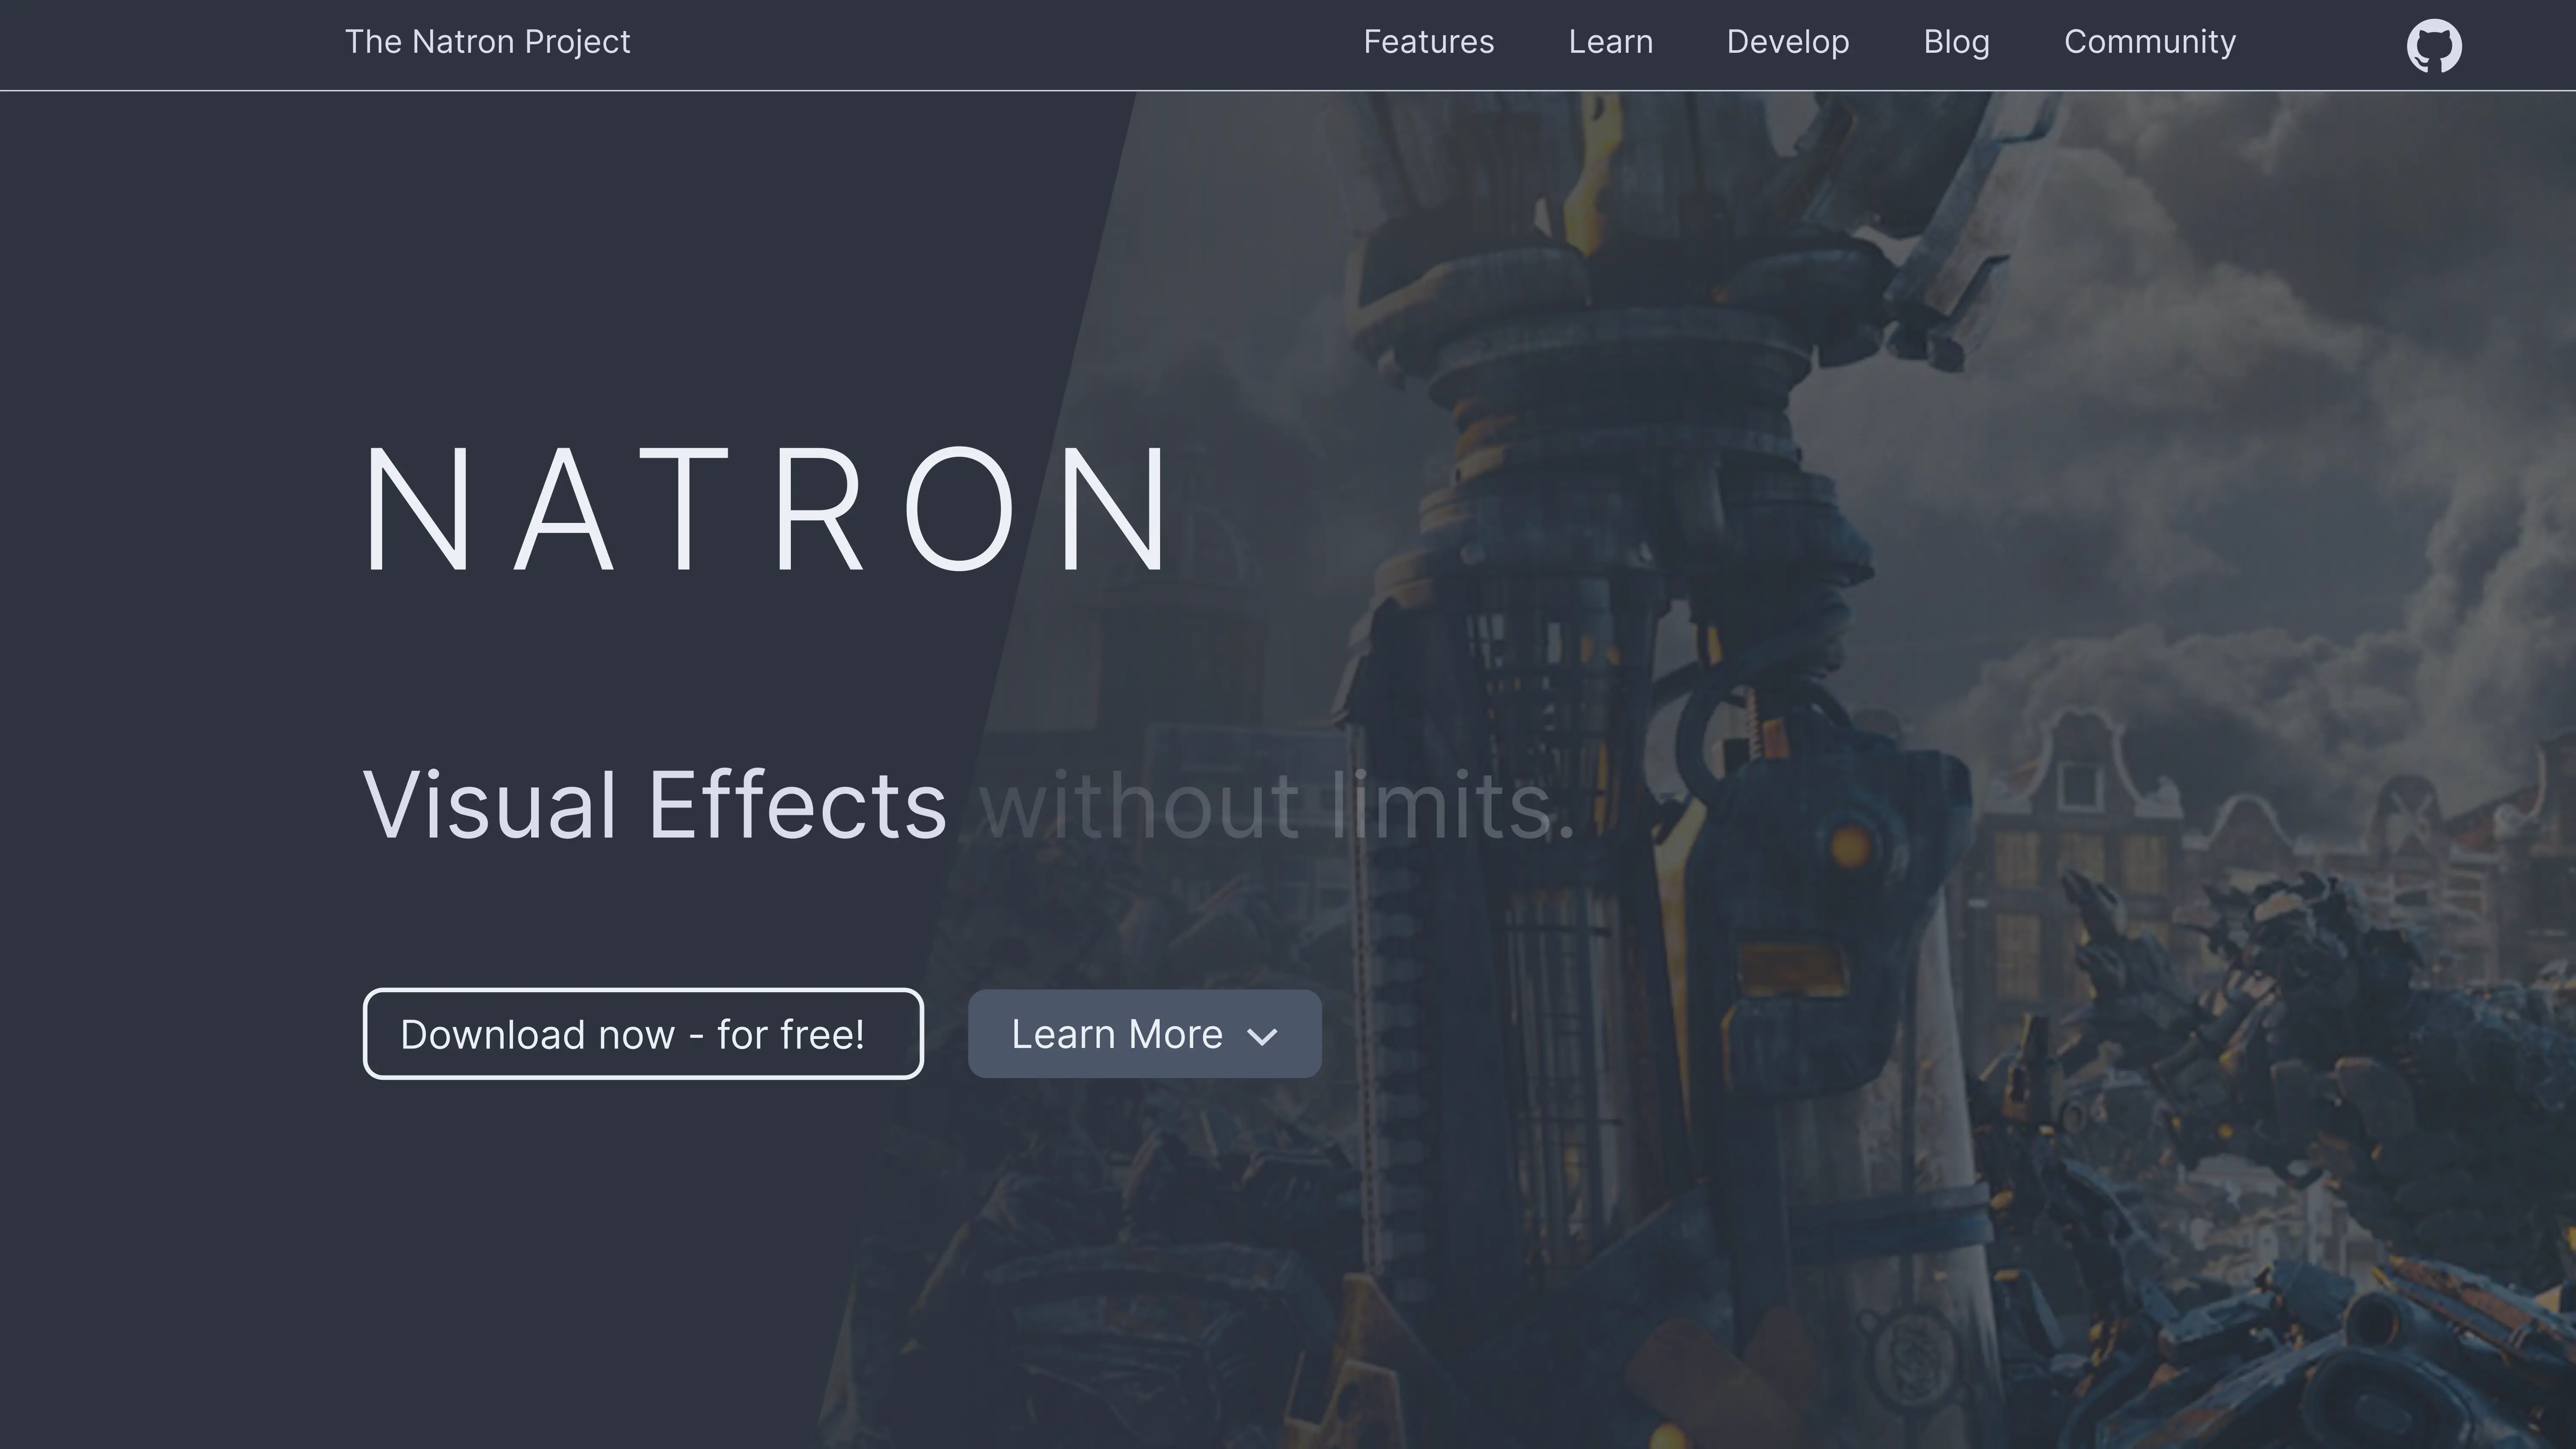 The Natron Project
Features Learn Develop Blog Community
NATRON
Visual Effects without limits.
Download now - for free!
Learn More